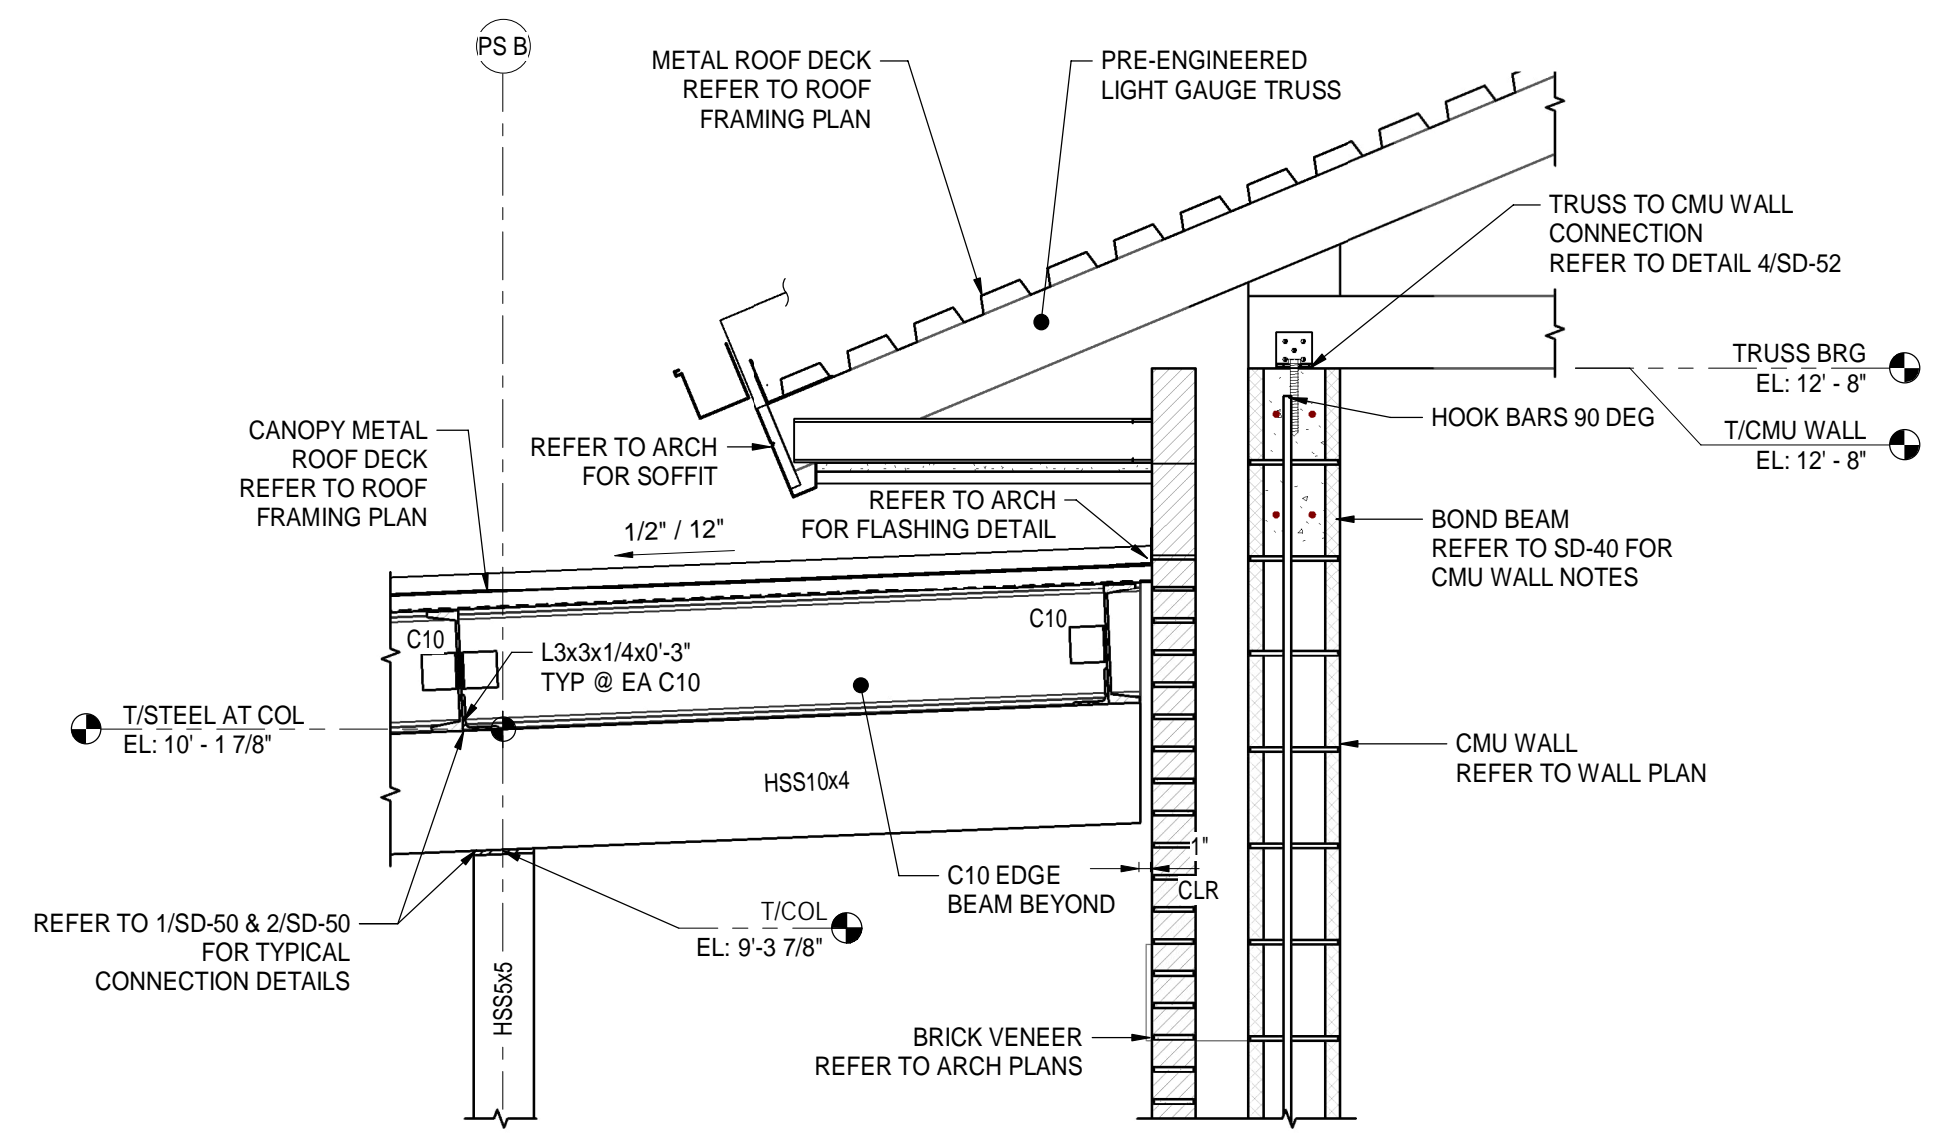 PS B
METAL ROOF DECK
REFER TO ROOF
FRAMING PLAN
PRE-ENGINEERED
LIGHT GAUGE TRUSS
TRUSS TO CMU WALL
CONNECTION
REFER TO DETAIL 4/SD-52
TRUSS BRG
EL: 12' - 8"
HOOK BARS 90 DEG
T/CMU WALL
EL: 12' - 8"
CANOPY METAL
ROOF DECK
REFER TO ROOF
FRAMING PLAN
REFER TO ARCH
FOR SOFFIT
REFER TO ARCH
FOR FLASHING DETAIL
1/2" / 12"
BOND BEAM
REFER TO SD-40 FOR
CMU WALL NOTES
C10
C10
L3x3x1/4x0'-3"
TYP @ EA C10
T/STEEL AT COL
EL: 10' - 1 7/8"
CMU WALL
REFER TO WALL PLAN
HSS10x4
1"
CLR
C10 EDGE
BEAM BEYOND
T/COL
EL: 9'-3 7/8"
REFER TO 1/SD-50 & 2/SD-50
FOR TYPICAL
CONNECTION DETAILS
HSS5x5
BRICK VENEER
REFER TO ARCH PLANS